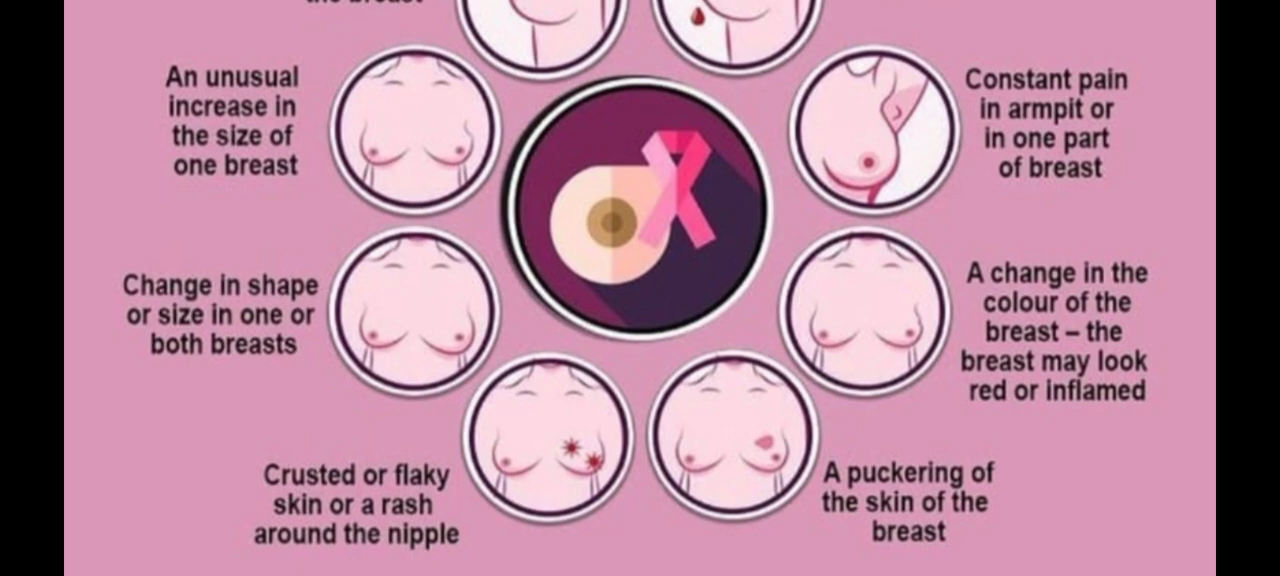 the breast
An unusual
increase in
the size of
one breast
Constant pain
in armpit or
in one part
of breast
Change in shape
or size in one or
both breasts
A change in the
colour of the
breast – the
breast may look
red or inflamed
Crusted or flaky
skin or a rash
around the nipple
A puckering of
the skin of the
breast